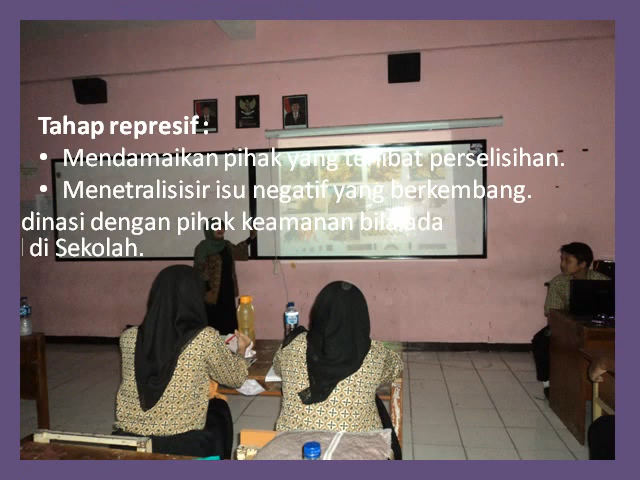 Tahap represif :
• Mendamaikan pihak yang terlibat perselisihan.
• Menetralisisir isu negatif yang berkembang.
dinasi dengan pihak keamanan bila ada
di Sekolah.